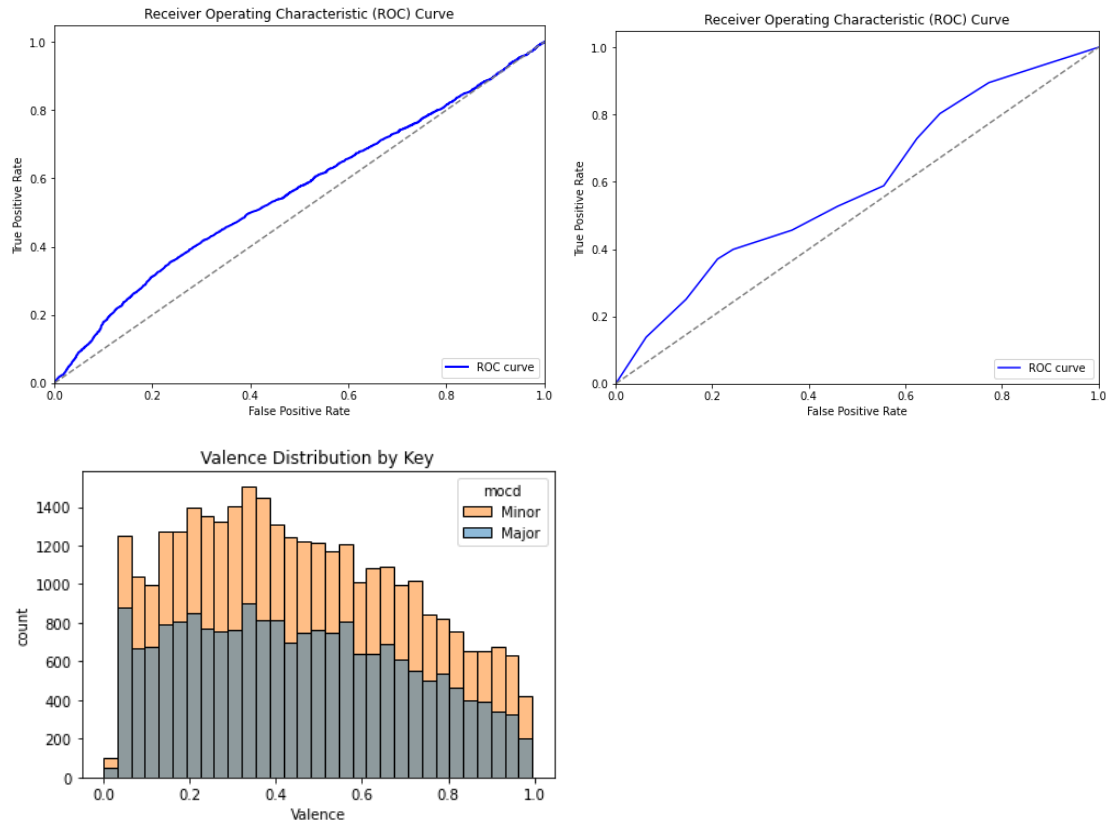 Receiver Operating Characteristic (ROC) Curve
1.0
0.8
0.6
0.4
0.2
0.0
True Positive Rate
ROC curve
0.0 0.2 0.4 0.6 0.8 1.0
False Positive Rate
Receiver Operating Characteristic (ROC) Curve
1.0
0.8
0.6
0.4
0.2
0.0
True Positive Rate
ROC curve
0.0 0.2 0.4 0.6 0.8 1.0
False Positive Rate
Valence Distribution by Key
mocd
Minor
Major
1400
1200
1000
800
600
400
200
0
count
0.0 0.2 0.4 0.6 0.8 1.0
Valence